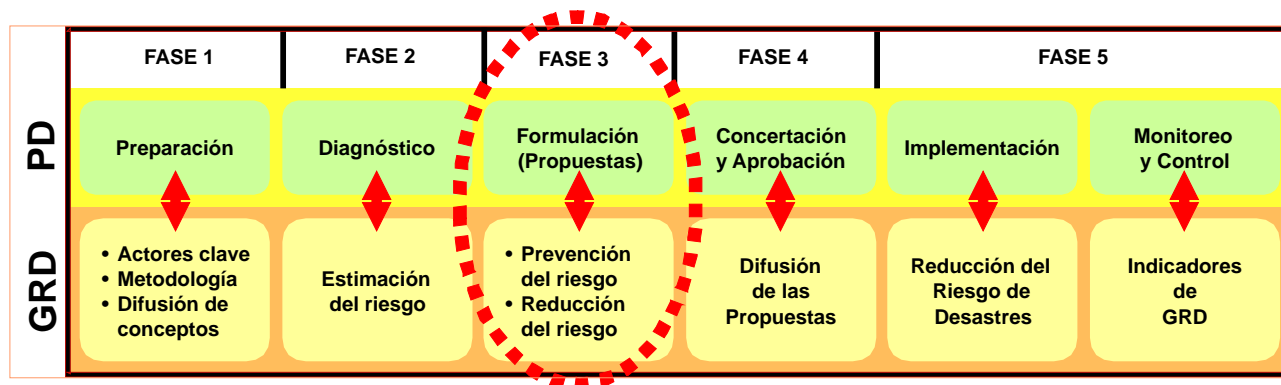 FASE 1
FASE 2
FASE 3
FASE 4
FASE 5
PD
Preparación
Diagnóstico
Formulación
(Propuestas)
Concertación
y Aprobación
Implementación
Monitoreo
y Control
GRD
• Actores clave
• Metodología
• Difusión de
conceptos
Estimación
del riesgo
• Prevención
del riesgo
• Reducción
del riesgo
Difusión
de las
Propuestas
Reducción del
Riesgo de
Desastres
Indicadores
de
GRD